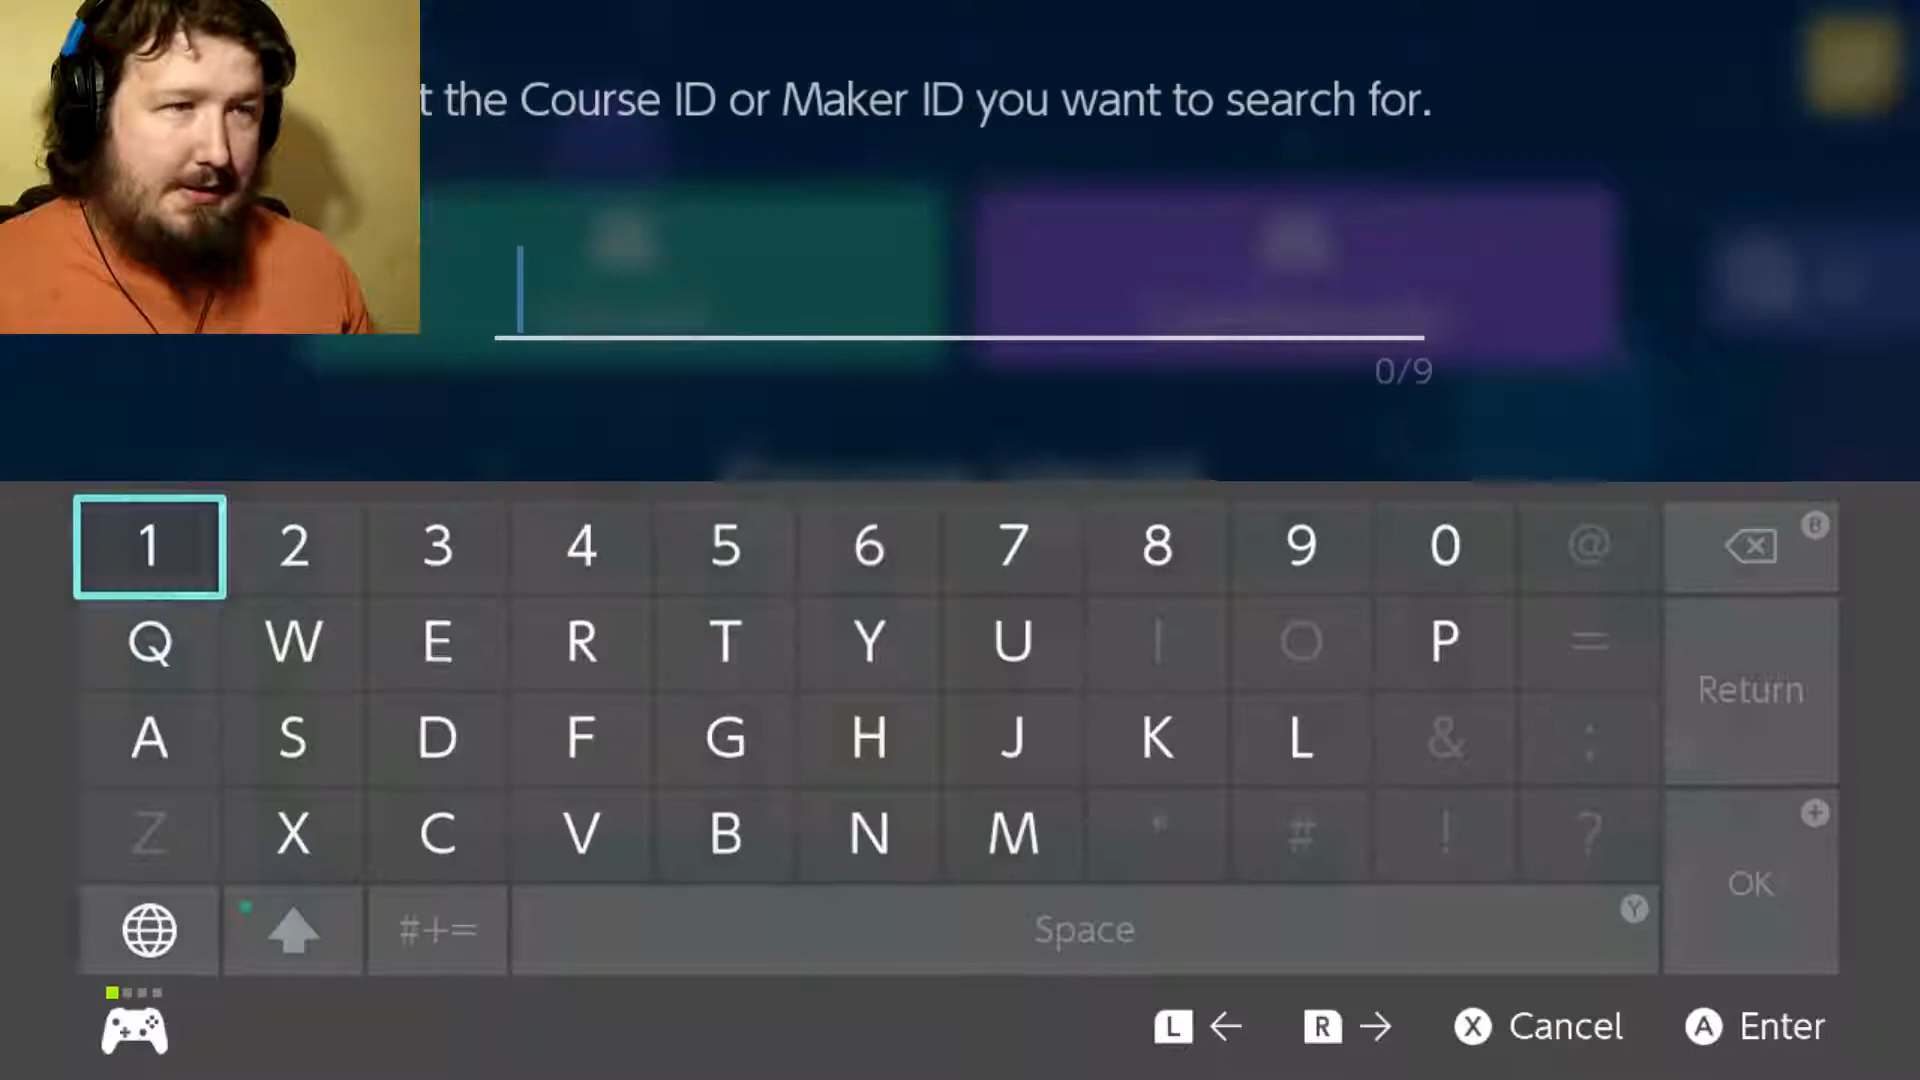 t the Course ID or Maker ID you want to search for.
0/9
1 2 3 4 5 6 7 8 9 0 @
B
Q W E R T Y U I O P =
Return
A S D F G H J K L & :
Z X C V B N M * # ! ?
+
OK
#+= Space
Y
L ← R → X Cancel A Enter